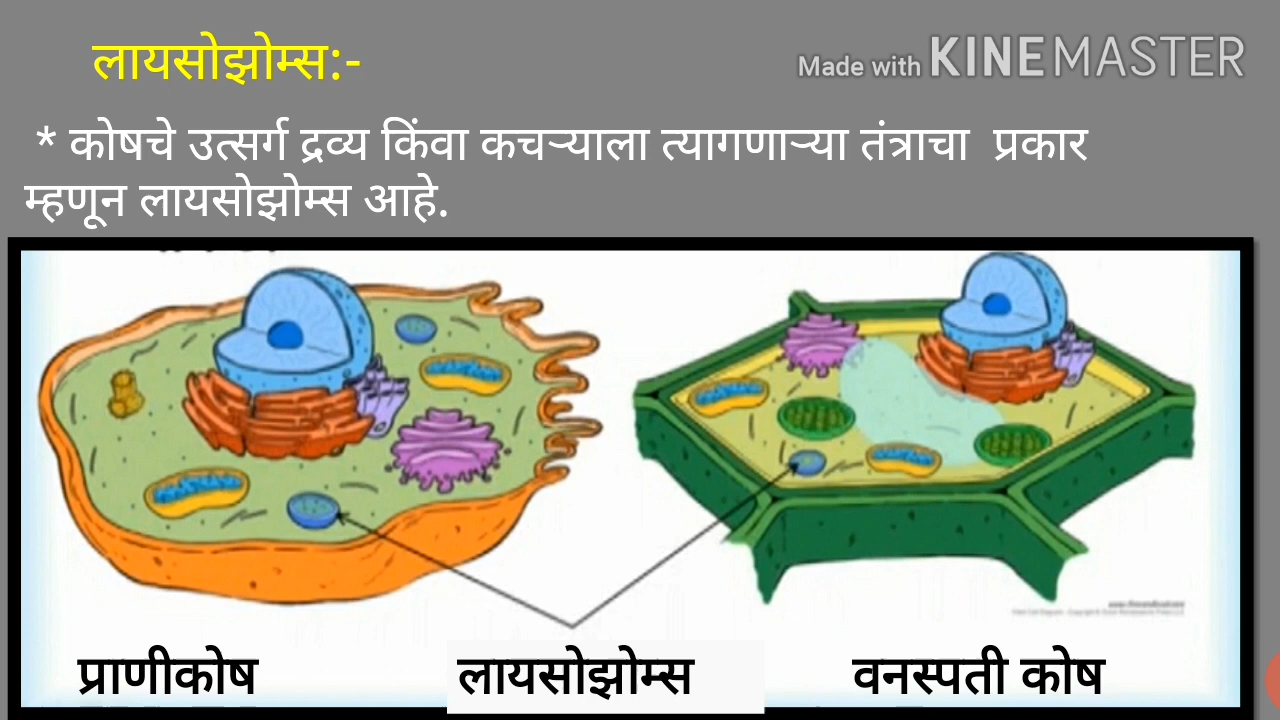 लायसोझोम्स:-
Made with KINEMASTER
* कोषचे उत्सर्ग द्रव्य किंवा कचऱ्याला त्यागणाऱ्या तंत्राचा प्रकार
म्हणून लायसोझोम्स आहे.
प्राणीकोष
लायसोझोम्स
वनस्पती कोष